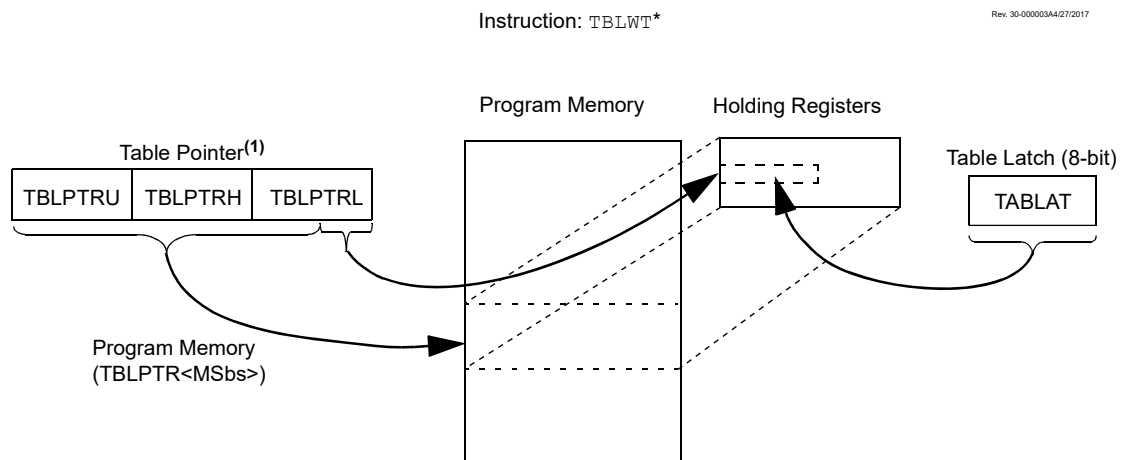 Instruction: TBLWT*
Rev. 30-000003A4/27/2017
Program Memory
Holding Registers
Table Pointer(1)
Table Latch (8-bit)
TBLPTRU
TBLPTRH
TBLPTRL
TABLAT
Program Memory
(TBLPTR<MSbs>)